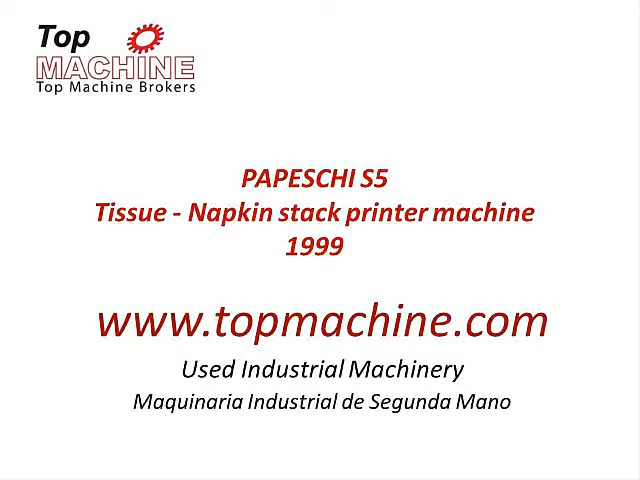 Top
MACHINE
Top Machine Brokers
PAPESCHI S5
Tissue - Napkin stack printer machine
1999
www.topmachine.com
Used Industrial Machinery
Maquinaria Industrial de Segunda Mano